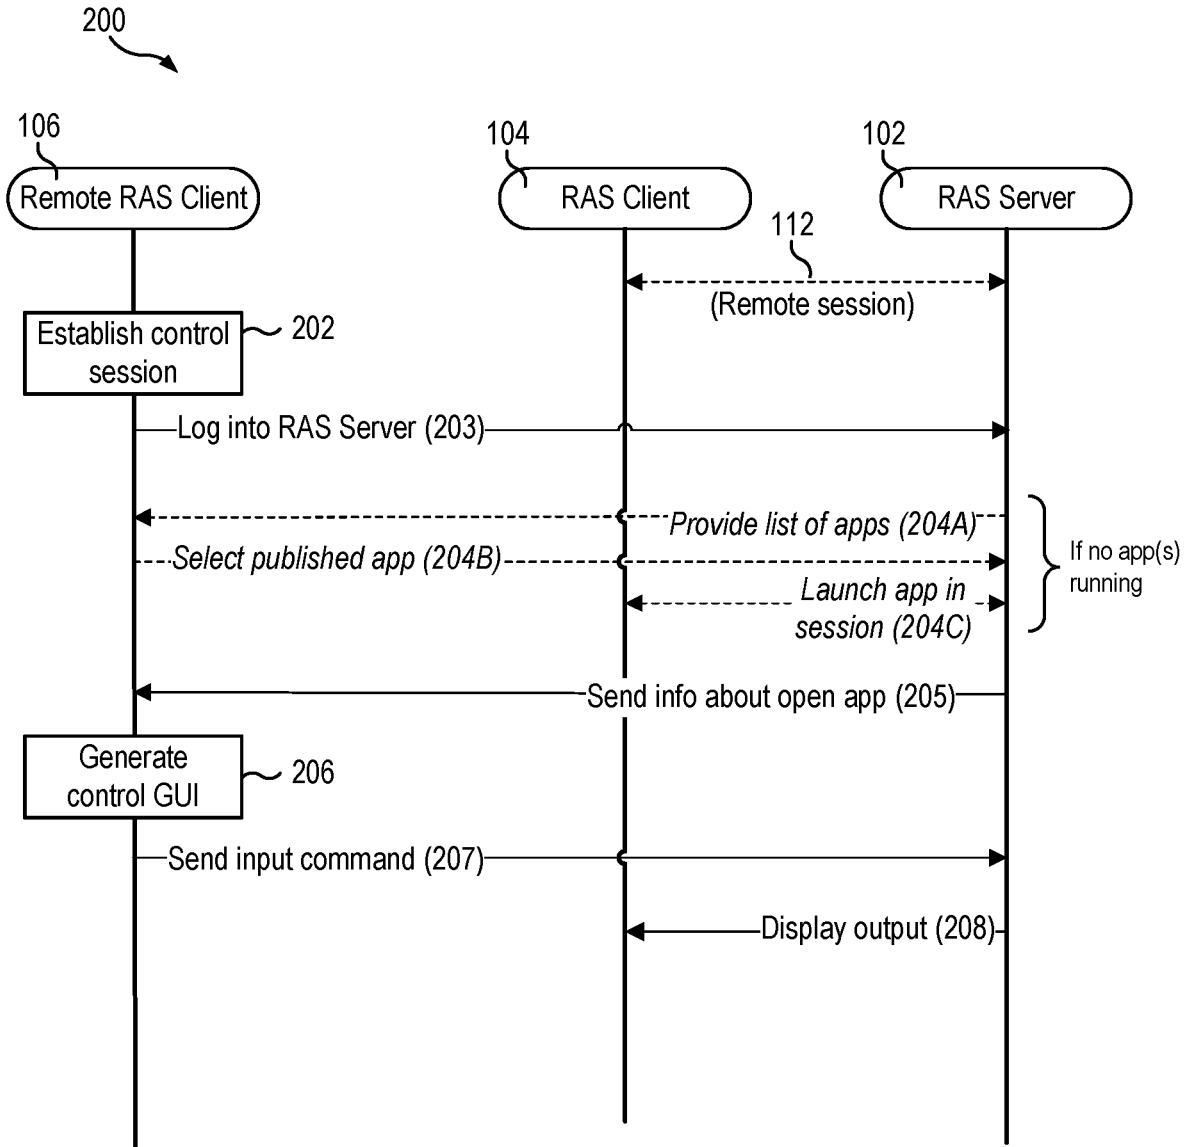 200
106
104
102
Remote RAS Client
RAS Client
RAS Server
112
(Remote session)
Establish control
session
202
Log into RAS Server (203)
Provide list of apps (204A)
Select published app (204B)
Launch app in
session (204C)
If no app(s)
running
Send info about open app (205)
Generate
control GUI
206
Send input command (207)
Display output (208)